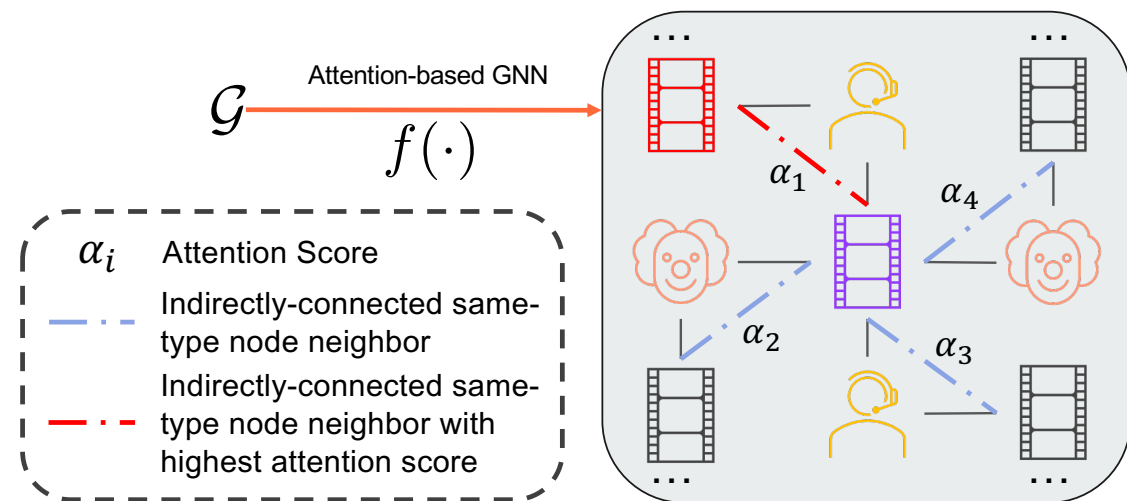 ...
...
Attention-based GNN
𝒢
f(·)
α₁
α₄
α₂
α₃
...
...
αᵢ Attention Score
Indirectly-connected same-
type node neighbor
Indirectly-connected same-
type node neighbor with
highest attention score